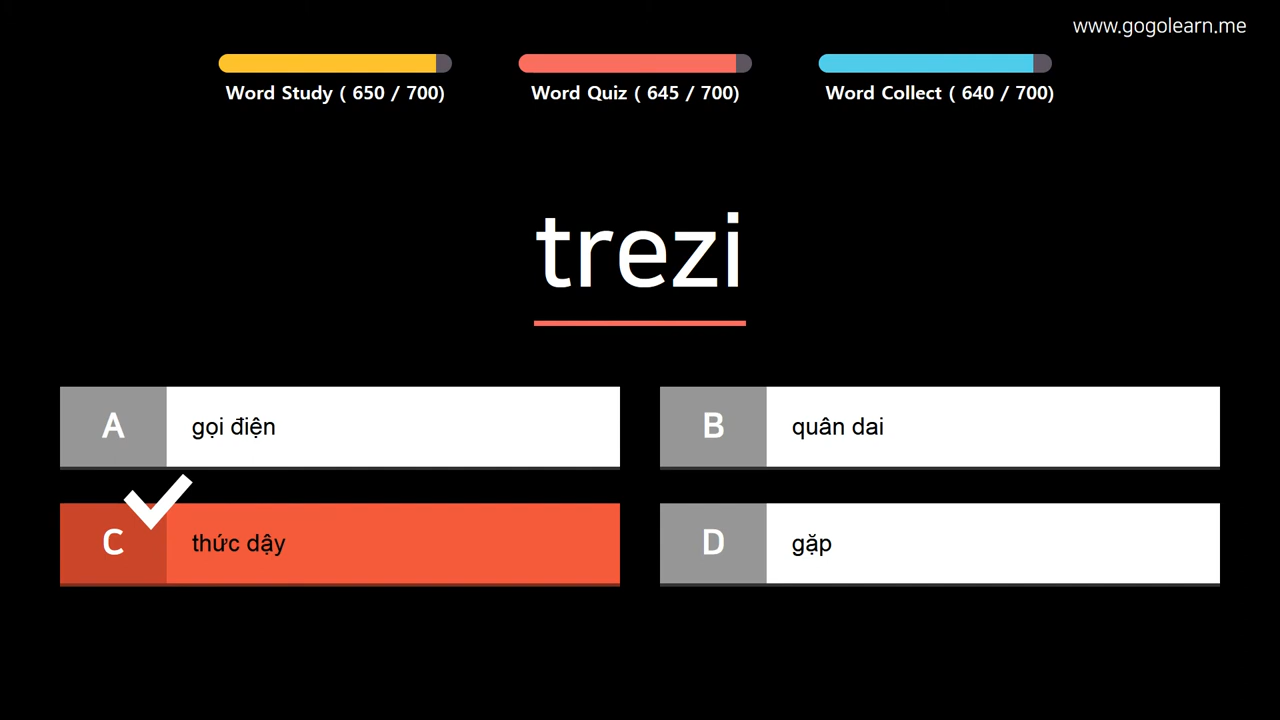 www.gogolearn.me
Word Study ( 650 / 700)
Word Quiz ( 645 / 700)
Word Collect ( 640 / 700)
trezi
A
gọi điện
B
quân dai
C
thức dậy
D
gặp